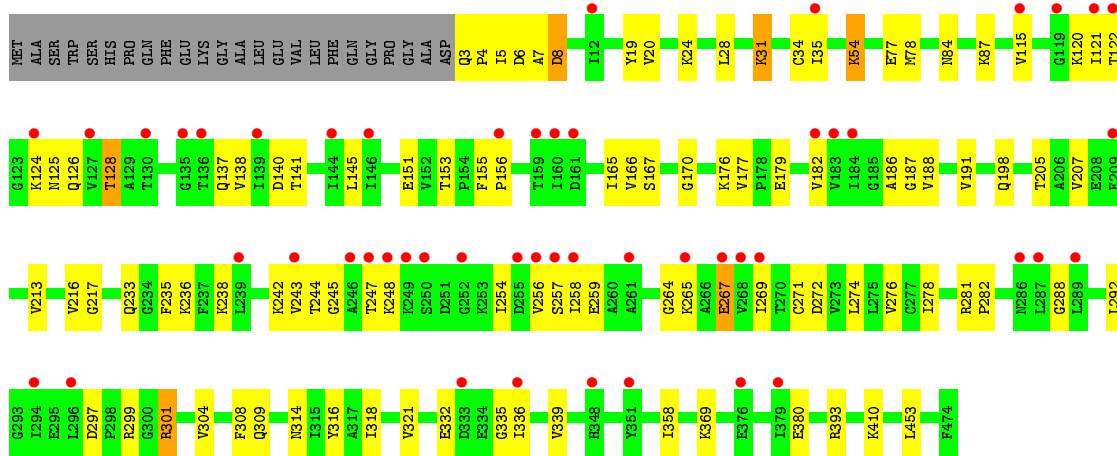 MET ALA SER TRP SER HIS PRO GLN PHE GLU LYS GLY ALA LEU GLU VAL LEU PHE GLN GLY PRO GLY ALA ASP Q3 P4 I5 D6 A7 D8 I12 Y19 V20 K24 L28 K31 C34 I35 K54 E77 M78 N84 K87 V115 G119 K120 I121 T122
G123 K124 N125 Q126 V127 T128 A129 T130 G135 T136 Q137 V138 I139 D140 T141 I144 L145 I146 E151 V152 T153 P154 F155 P156 T159 I160 D161 I165 V166 S167 G170 K176 V177 P178 E179 V182 V183 I184 G185 A186 G187 V188 V191 Q198 T205 A206 V207 E208
V213 V216 G217 Q233 G234 F235 K236 F237 K238 L239 K242 V243 T244 G245 A246 T247 K248 K249 S250 D251 G252 K253 I254 D255 V256 S257 I258 E259 A260 A261 G264 K265 A266 E267 V268 I269 T270 C271 D272 V273 L274 L275 V276 C277 I278 R281 P282 N286 L287 G288 L289
G293 I294 E295 L296 D297 P298 R299 G300 R301 V304 F308 Q309 N314 I315 Y316 A317 I318 V321 E332 D333 E334 G335 I336 V339 H348 Y351 I358 K369 E376 I379 E380 R393 K410 L453 F474